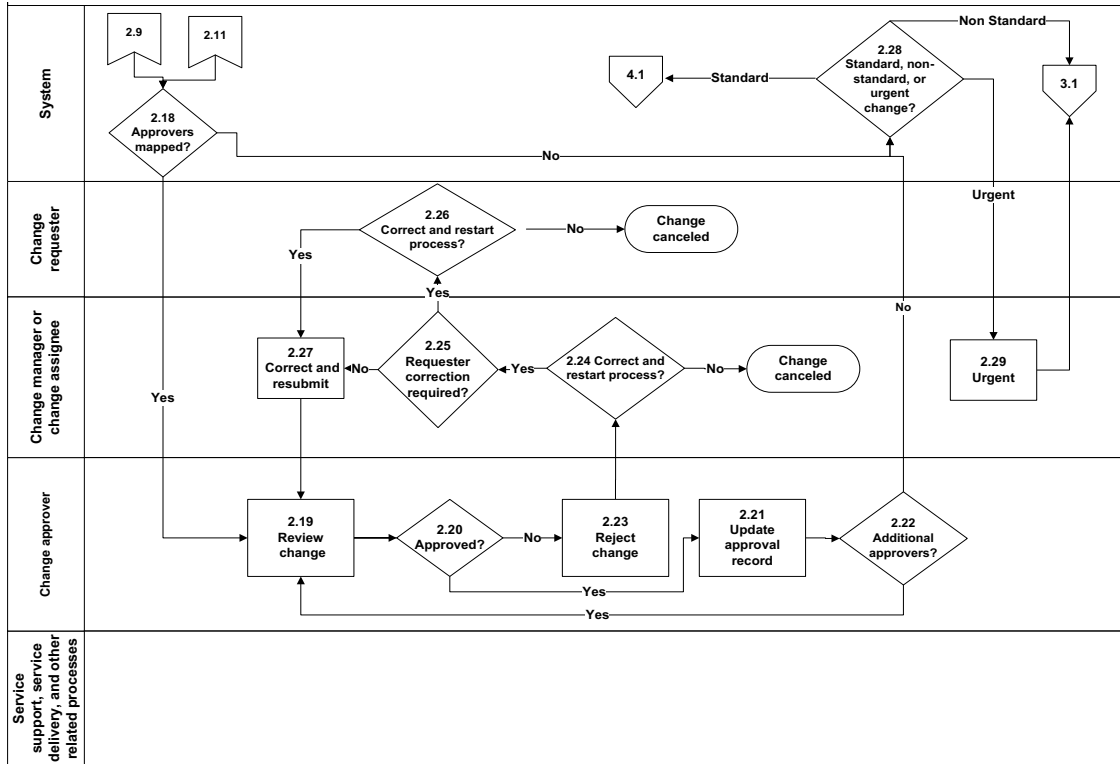 System
2.9
2.11
2.18
Approvers
mapped?
No
4.1
Standard
2.28
Standard, non-
standard, or
urgent
change?
Non Standard
3.1
Urgent
Change
requester
2.26
Correct and restart
process?
No
Change
canceled
Yes
Yes
Change manager or
change assignee
Yes
2.27
Correct and
resubmit
No
2.25
Requester
correction
required?
Yes
2.24 Correct and
restart process?
No
Change
canceled
No
2.29
Urgent
Change approver
2.19
Review
change
2.20
Approved?
No
2.23
Reject
change
2.21
Update
approval
record
2.22
Additional
approvers?
Yes
Yes
Service
support, service
delivery, and other
related processes